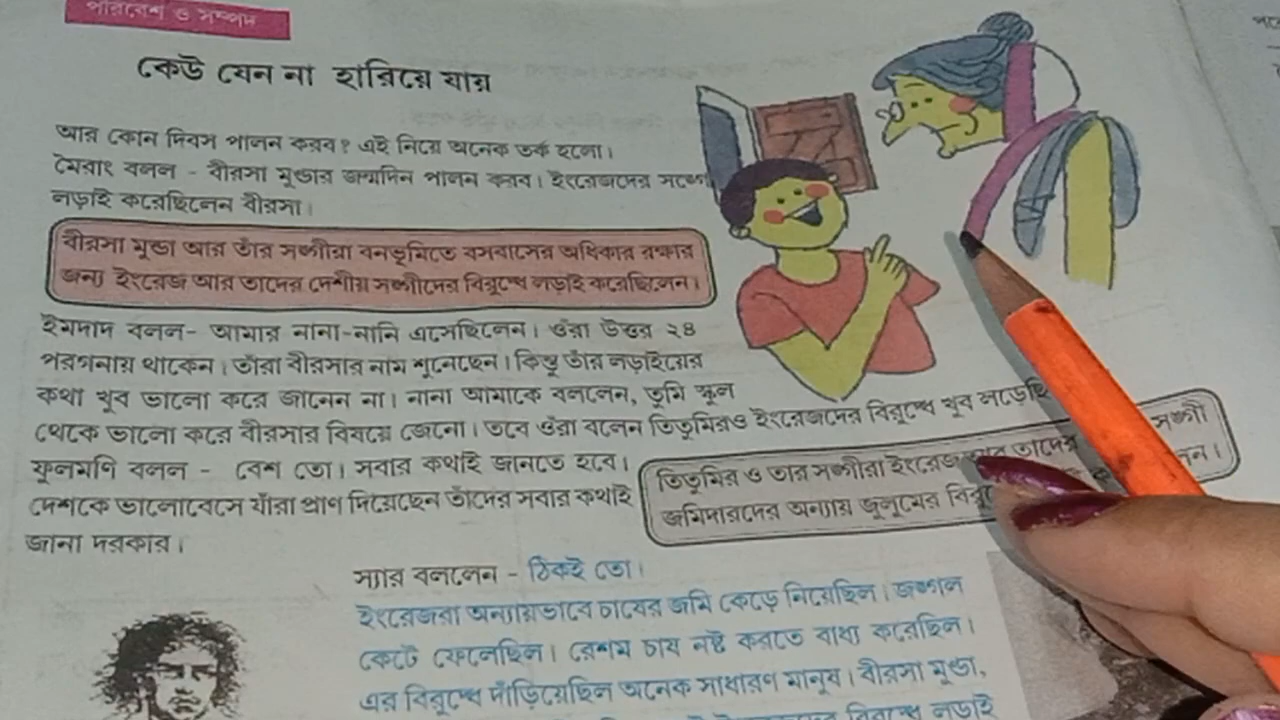 পরিবেশ ও সম্পদ
কেউ যেন না হারিয়ে যায়
আর কোন দিবস পালন করব? এই নিয়ে অনেক তর্ক হলো।
মৈরাং বলল - বীরসা মুন্ডার জন্মদিন পালন করব। ইংরেজদের সঙ্গে
লড়াই করেছিলেন বীরসা।
বীরসা মুন্ডা আর তাঁর সঙ্গীরা বনভূমিতে বসবাসের অধিকার রক্ষার
জন্য ইংরেজ আর তাদের দেশীয় সঙ্গীদের বিরুদ্ধে লড়াই করেছিলেন।
ইমদাদ বলল- আমার নানা-নানি এসেছিলেন। ওঁরা উত্তর ২৪
পরগনায় থাকেন। তাঁরা বীরসার নাম শুনেছেন। কিন্তু তাঁর লড়াইয়ের
কথা খুব ভালো করে জানেন না। নানা আমাকে বললেন, তুমি স্কুল
থেকে ভালো করে বীরসার বিষয়ে জেনো। তবে ওঁরা বলেন তিতুমিরও ইংরেজদের বিরুদ্ধে খুব
ফুলমণি বলল - বেশ তো। সবার কথাই জানতে হবে।
দেশকে ভালোবেসে যাঁরা প্রাণ দিয়েছেন তাঁদের সবার কথাই
জানা দরকার।
তিতুমির ও তার সঙ্গীরা ইংরেজ তাদের সঙ্গী
জমিদারদের অন্যায় জুলুমের
স্যার বললেন - ঠিকই তো।
ইংরেজরা অন্যায়ভাবে চাষের জমি কেড়ে নিয়েছিল। জঙ্গল
কেটে ফেলেছিল। রেশম চাষ নষ্ট করতে বাধ্য করেছিল।
এর বিরুদ্ধে দাঁড়িয়েছিল অনেক সাধারণ মানুষ। বীরসা মুন্ডা,
বিরুদ্ধে লড়াই